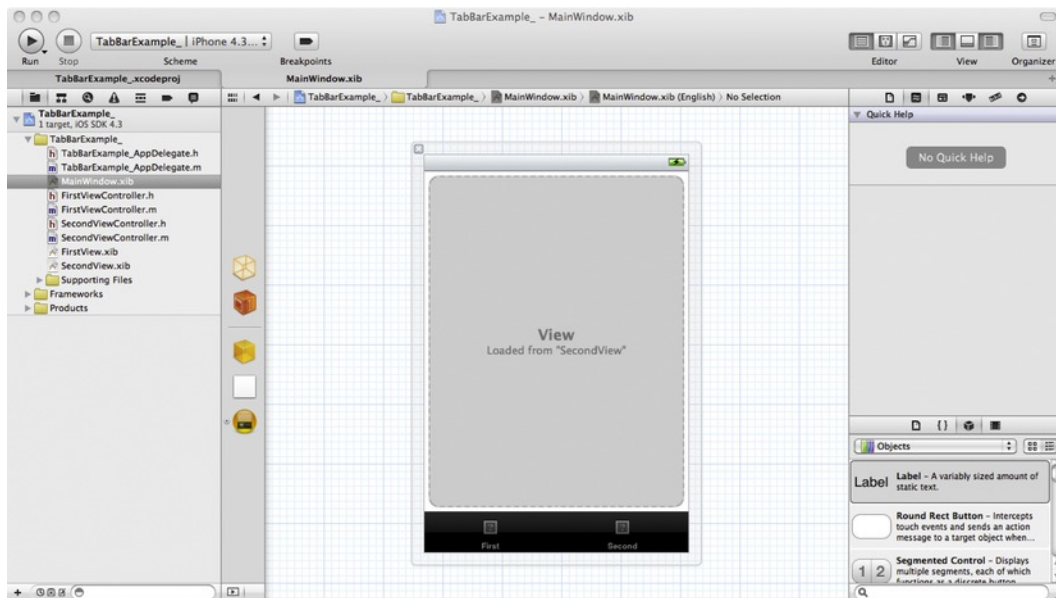 TabBarExample_ - MainWindow.xib
TabBarExample_ | iPhone 4.3...
Run Stop Scheme Breakpoints Editor View Organizer
TabBarExample_.xcodeproj MainWindow.xib
TabBarExample_ TabBarExample_ MainWindow.xib MainWindow.xib (English) No Selection
TabBarExample_
1 target, iOS SDK 4.3
TabBarExample_
TabBarExample_AppDelegate.h
TabBarExample_AppDelegate.m
MainWindow.xib
FirstViewController.h
FirstViewController.m
SecondViewController.h
SecondViewController.m
FirstView.xib
SecondView.xib
Supporting Files
Frameworks
Products
View
Loaded from "SecondView"
First Second
Quick Help
No Quick Help
Objects
Label Label - A variably sized amount of
static text.
Round Rect Button - Intercepts
touch events and sends an action
message to a target object when...
1 2 Segmented Control - Displays
multiple segments, each of which
functions as a discrete button